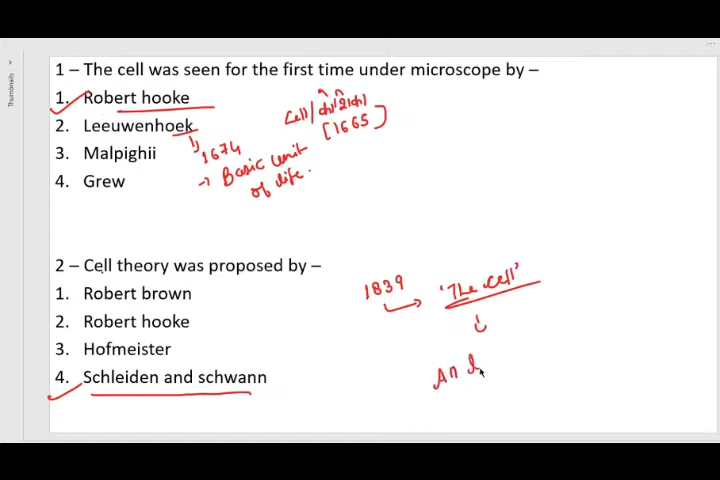 Thumbnails
1 – The cell was seen for the first time under microscope by –
1. Robert hooke
2. Leeuwenhoek
3. Malpighii
4. Grew
Cell/कोशिका
[1665]
1674
→ Basic unit
of life.
2 – Cell theory was proposed by –
1. Robert brown
2. Robert hooke
3. Hofmeister
4. Schleiden and schwann
1839
'The cell'